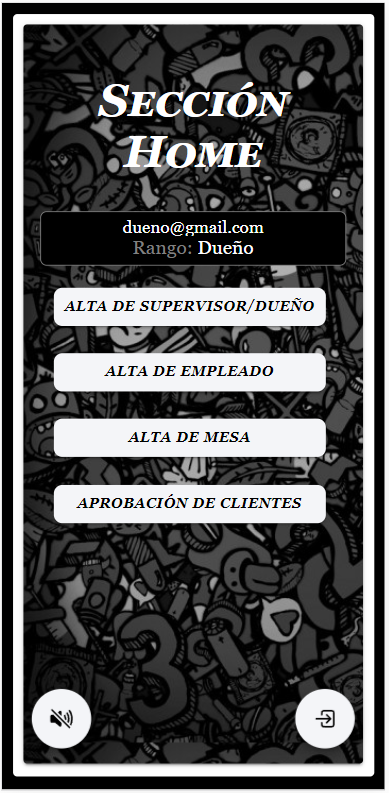 Sección
Home
dueno@gmail.com
Rango: Dueño
ALTA DE SUPERVISOR/DUEÑO
ALTA DE EMPLEADO
ALTA DE MESA
APROBACIÓN DE CLIENTES